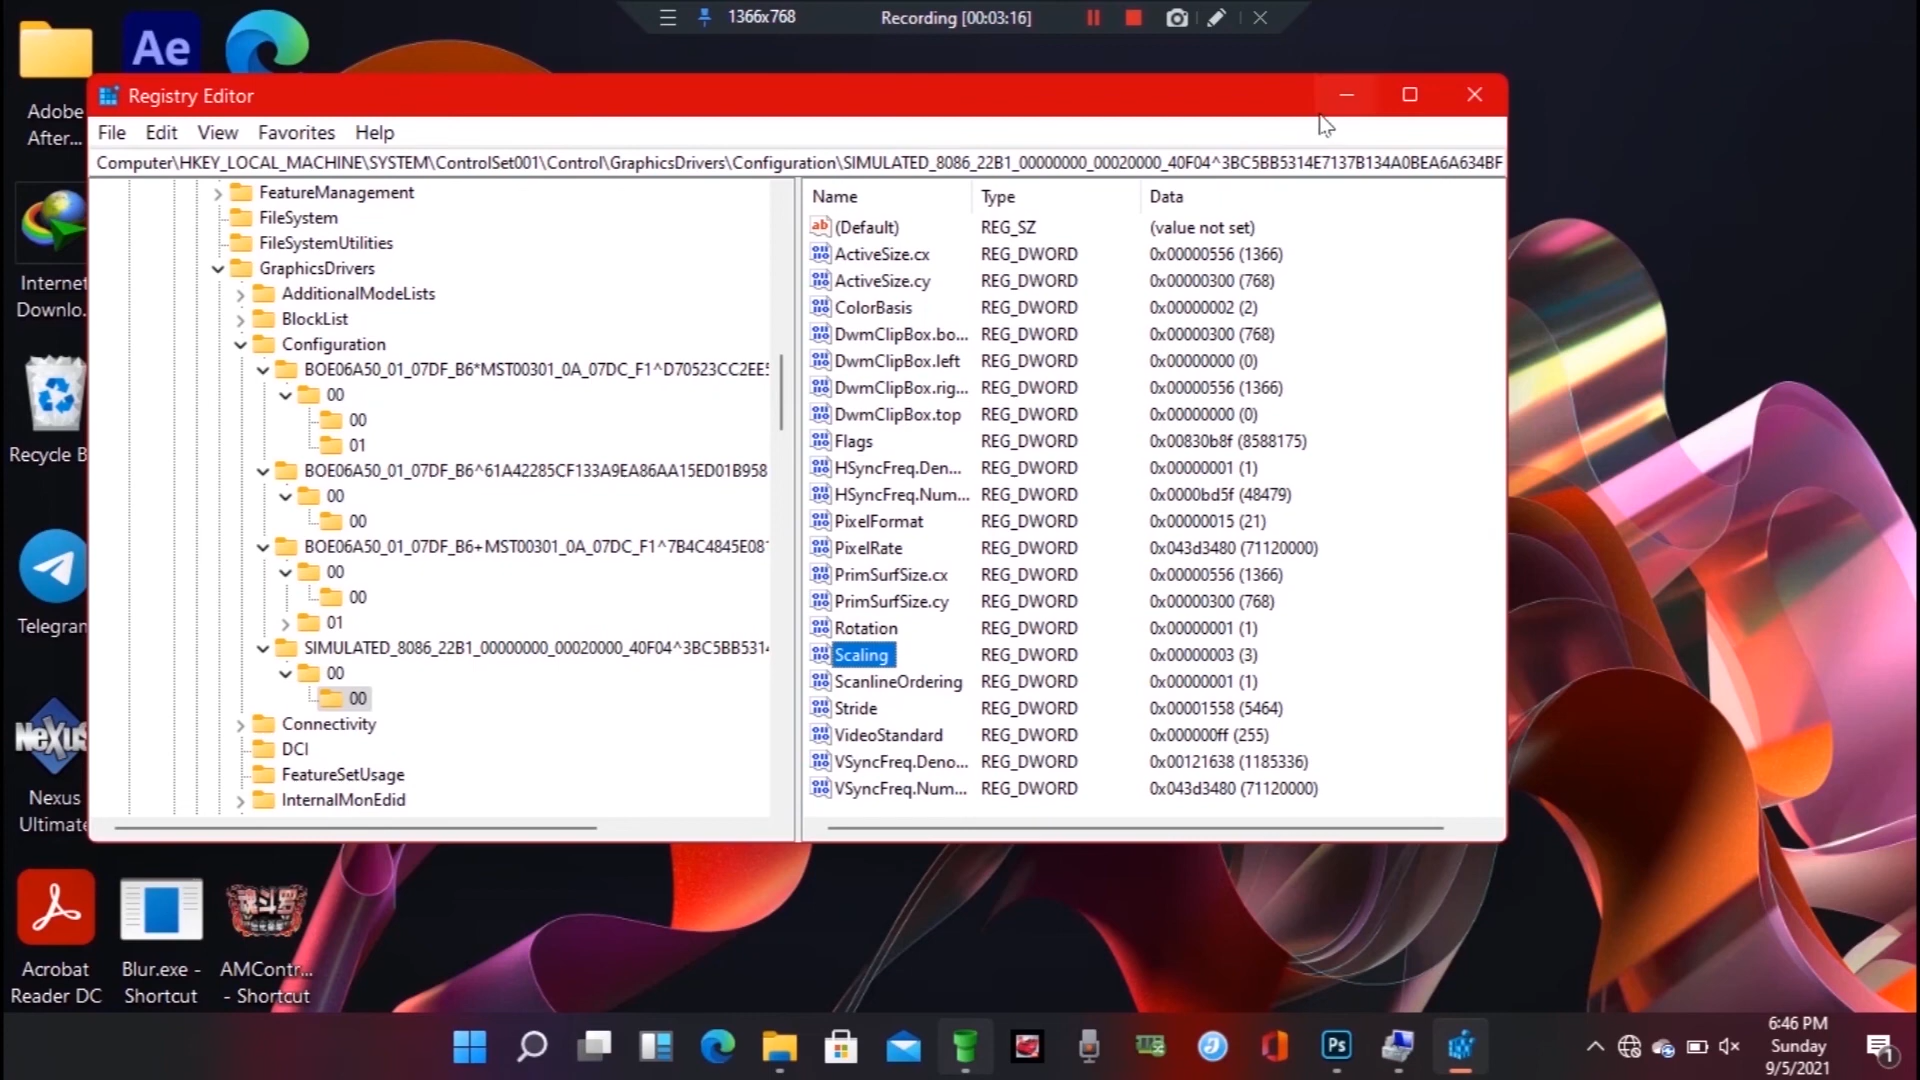 1366x768
Recording [00:03:16]
Ae
Adobe
After...
Registry Editor
File Edit View Favorites Help
Computer\HKEY_LOCAL_MACHINE\SYSTEM\ControlSet001\Control\GraphicsDrivers\Configuration\SIMULATED_8086_22B1_00000000_00020000_40F04^3BC5BB5314E7137B134A0BEA6A634BF
FeatureManagement
FileSystem
FileSystemUtilities
GraphicsDrivers
AdditionalModeLists
BlockList
Configuration
BOE06A50_01_07DF_B6*MST00301_0A_07DC_F1^D70523CC2EE5
00
00
01
BOE06A50_01_07DF_B6^61A42285CF133A9EA86AA15ED01B958
00
00
BOE06A50_01_07DF_B6+MST00301_0A_07DC_F1^7B4C4845E08
00
00
01
SIMULATED_8086_22B1_00000000_00020000_40F04^3BC5BB531
00
00
Connectivity
DCI
FeatureSetUsage
InternalMonEdid
Name Type Data
(Default) REG_SZ (value not set)
ActiveSize.cx REG_DWORD 0x00000556 (1366)
ActiveSize.cy REG_DWORD 0x00000300 (768)
ColorBasis REG_DWORD 0x00000002 (2)
DwmClipBox.bo... REG_DWORD 0x00000300 (768)
DwmClipBox.left REG_DWORD 0x00000000 (0)
DwmClipBox.rig... REG_DWORD 0x00000556 (1366)
DwmClipBox.top REG_DWORD 0x00000000 (0)
Flags REG_DWORD 0x00830b8f (8588175)
HSyncFreq.Den... REG_DWORD 0x00000001 (1)
HSyncFreq.Num... REG_DWORD 0x0000bd5f (48479)
PixelFormat REG_DWORD 0x00000015 (21)
PixelRate REG_DWORD 0x043d3480 (71120000)
PrimSurfSize.cx REG_DWORD 0x00000556 (1366)
PrimSurfSize.cy REG_DWORD 0x00000300 (768)
Rotation REG_DWORD 0x00000001 (1)
Scaling REG_DWORD 0x00000003 (3)
ScanlineOrdering REG_DWORD 0x00000001 (1)
Stride REG_DWORD 0x00001558 (5464)
VideoStandard REG_DWORD 0x000000ff (255)
VSyncFreq.Deno... REG_DWORD 0x00121638 (1185336)
VSyncFreq.Num... REG_DWORD 0x043d3480 (71120000)
Internet
Downlo...
Recycle B
Telegram
NeXus
Nexus
Ultimate
Acrobat
Reader DC
Blur.exe -
Shortcut
AMContr...
- Shortcut
Ps
6:46 PM
Sunday
9/5/2021
1